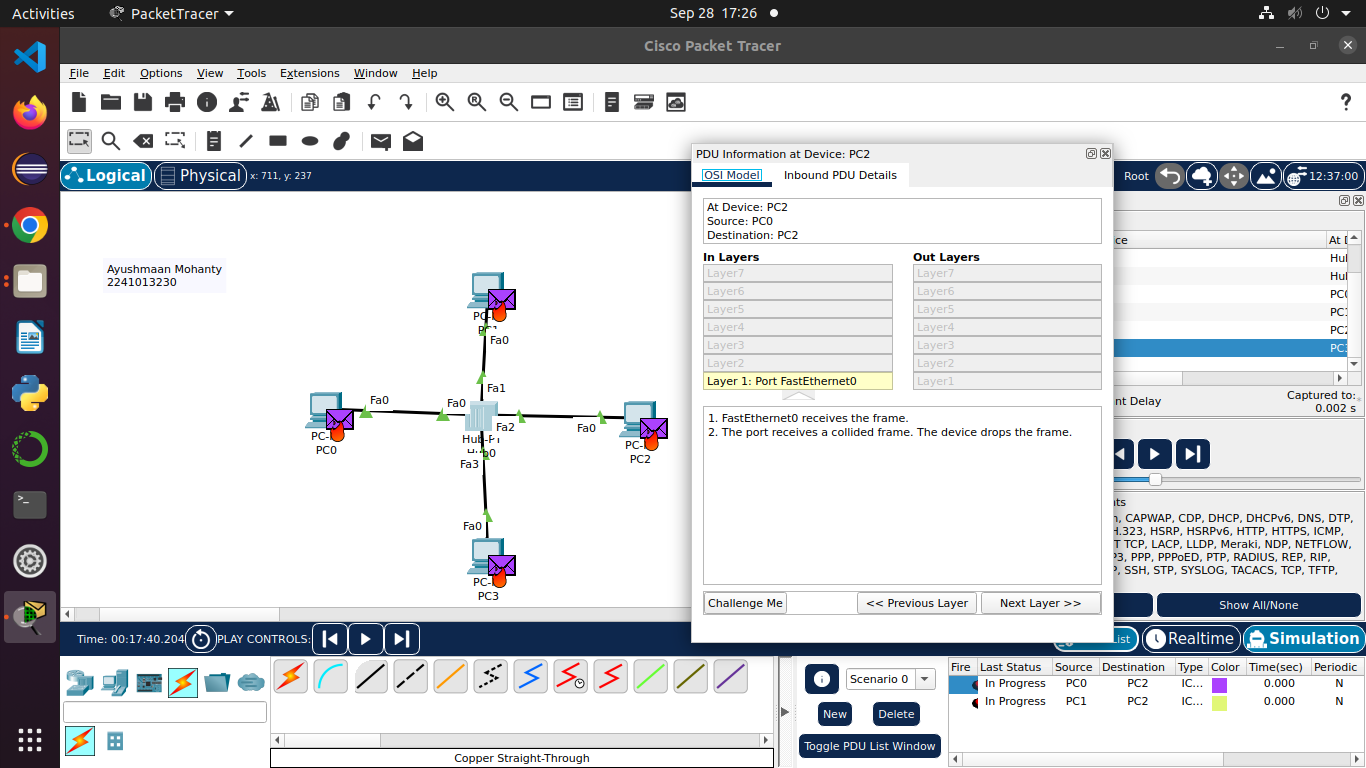 Activities
PacketTracer
Sep 28 17:26
Cisco Packet Tracer
File Edit Options View Tools Extensions Window Help
?
Logical
Physical
x: 711, y: 237
Root
12:37:00
PDU Information at Device: PC2
OSI Model
Inbound PDU Details
At Device: PC2
Source: PC0
Destination: PC2
In Layers
Out Layers
Layer7
Layer7
Layer6
Layer6
Layer5
Layer5
Layer4
Layer4
Layer3
Layer3
Layer2
Layer2
Layer 1: Port FastEthernet0
Layer1
1. FastEthernet0 receives the frame.
2. The port receives a collided frame. The device drops the frame.
Challenge Me
<< Previous Layer
Next Layer >>
Ayushmaan Mohanty
2241013230
PC1
Fa0
Fa1
Fa0
Fa0
PC0
Fa2
Fa0
PC2
Fa3
Fa0
PC-
PC3
ce
At D
Hu
Hu
PC0
PC1
PC2
PC3
nt Delay
Captured to:
0.002 s
nts
, CAPWAP, CDP, DHCP, DHCPv6, DNS, DTP,
H.323, HSRP, HSRPv6, HTTP, HTTPS, ICMP,
T TCP, LACP, LLDP, Meraki, NDP, NETFLOW,
P3, PPP, PPPoED, PTP, RADIUS, REP, RIP,
P, SSH, STP, SYSLOG, TACACS, TCP, TFTP,
Show All/None
Time: 00:17:40.204
PLAY CONTROLS:
List
Realtime
Simulation
Scenario 0
New
Delete
Toggle PDU List Window
Fire Last Status Source Destination Type Color Time(sec) Periodic
In Progress PC0 PC2 IC... 0.000 N
In Progress PC1 PC2 IC... 0.000 N
Copper Straight-Through